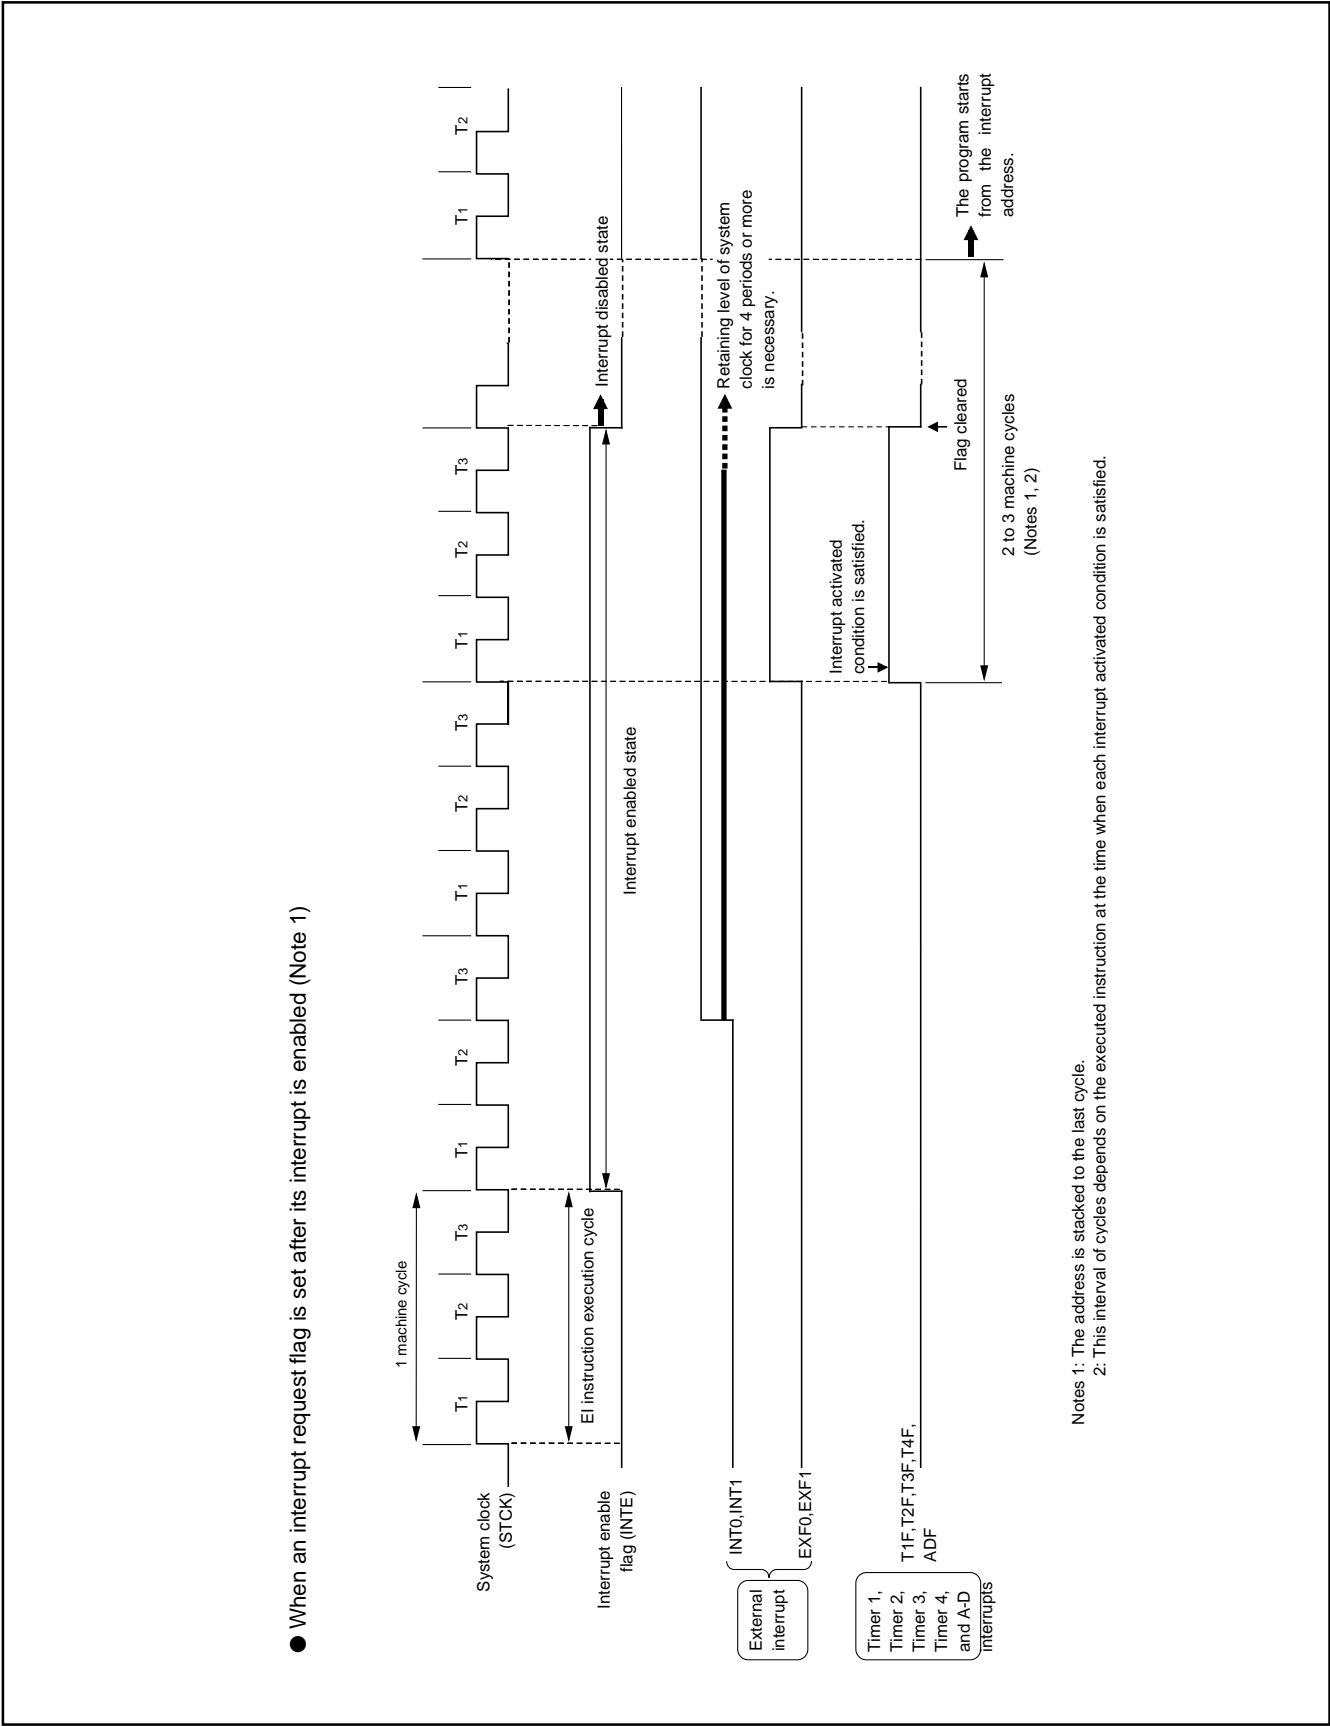 ● When an interrupt request flag is set after its interrupt is enabled (Note 1)
1 machine cycle
T1
T2
T3
T1
T2
T3
T1
T2
T3
T1
T2
T3
T1
T2
System clock
(STCK)
EI instruction execution cycle
Interrupt enable
flag (INTE)
Interrupt enabled state
Interrupt disabled state
External
interrupt
INT0,INT1
Retaining level of system
clock for 4 periods or more
is necessary.
EXF0,EXF1
Timer 1,
Timer 2,
Timer 3,
Timer 4,
and A-D
interrupts
T1F,T2F,T3F,T4F,
ADF
Interrupt activated
condition is satisfied.
Flag cleared
2 to 3 machine cycles
(Notes 1, 2)
The program starts
from the interrupt
address.
Notes 1: The address is stacked to the last cycle.
2: This interval of cycles depends on the executed instruction at the time when each interrupt activated condition is satisfied.